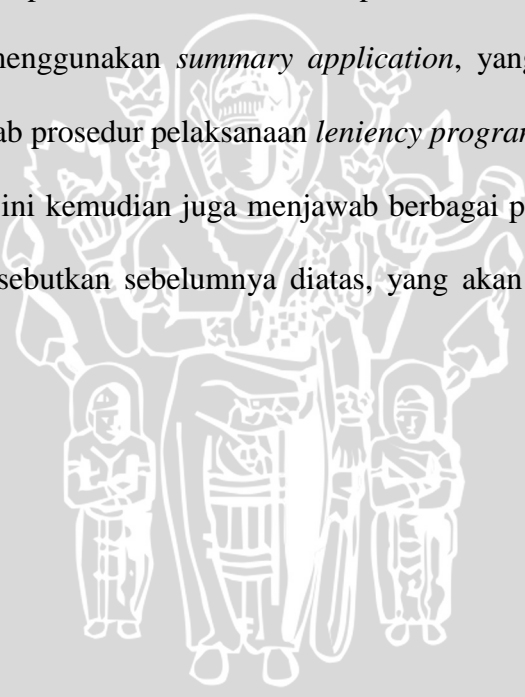 menggunakan summary application, yang
ab prosedur pelaksanaan leniency program
ini kemudian juga menjawab berbagai p
sebutkan sebelumnya diatas, yang akan